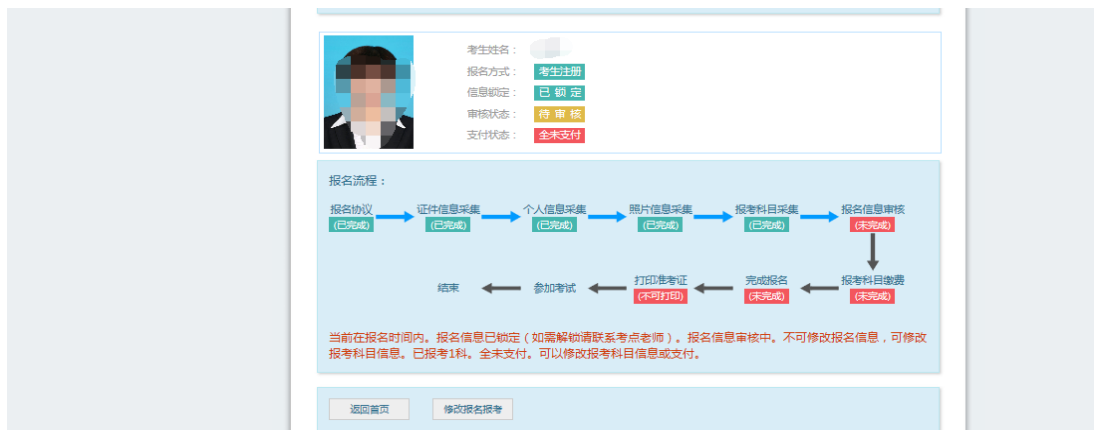 考生姓名：
报名方式： 考生注册
信息锁定： 已 锁 定
审核状态： 待 审 核
支付状态： 全未支付
报名流程：
报名协议 证件信息采集 个人信息采集 照片信息采集 报考科目采集 报名信息审核
(已完成) (已完成) (已完成) (已完成) (已完成) (未完成)
结束 参加考试 打印准考证 完成报名 报考科目缴费
(不可打印) (未完成) (未完成)
当前在报名时间内。报名信息已锁定（如需解锁请联系考点老师）。报名信息审核中。不可修改报名信息，可修改
报考科目信息。已报考1科。全未支付。可以修改报考科目信息或支付。
返回首页 修改报名报考